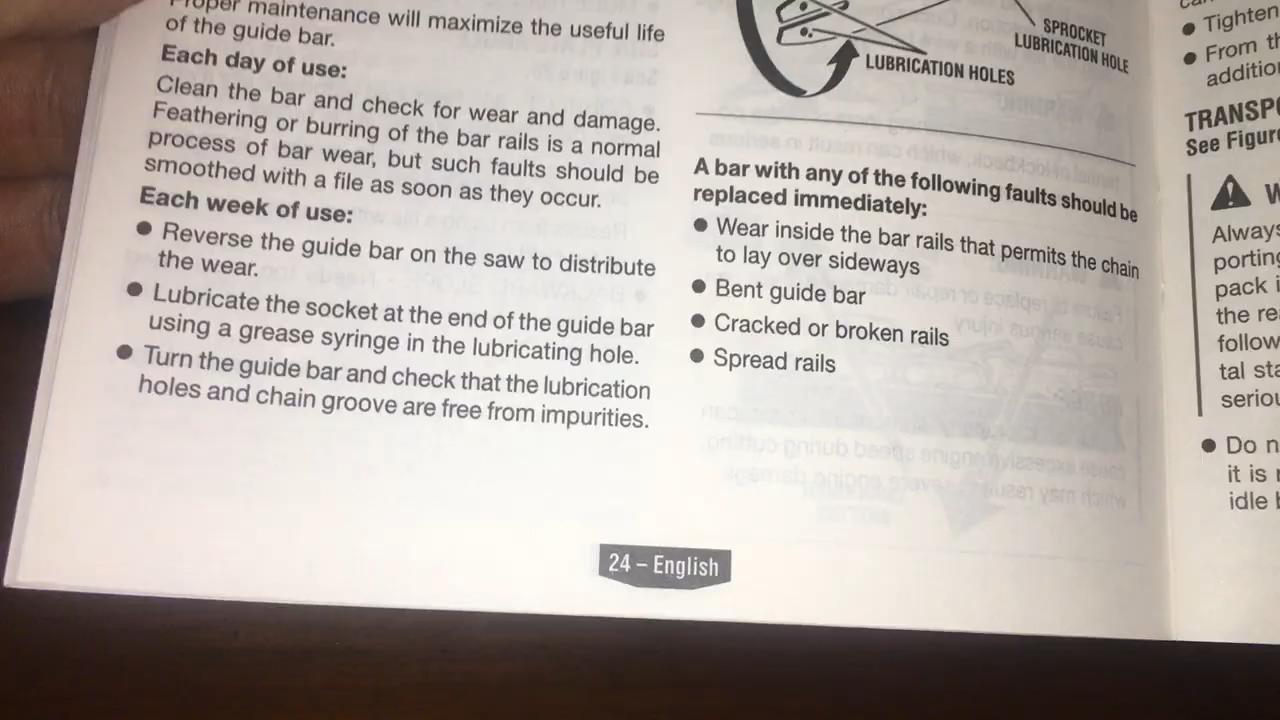 Proper maintenance will maximize the useful life
of the guide bar.
Each day of use:
Clean the bar and check for wear and damage.
Feathering or burring of the bar rails is a normal
process of bar wear, but such faults should be
smoothed with a file as soon as they occur.
Each week of use:
● Reverse the guide bar on the saw to distribute
the wear.
● Lubricate the socket at the end of the guide bar
using a grease syringe in the lubricating hole.
● Turn the guide bar and check that the lubrication
holes and chain groove are free from impurities.
SPROCKET
LUBRICATION HOLE
LUBRICATION HOLES
A bar with any of the following faults should be
replaced immediately:
● Wear inside the bar rails that permits the chain
to lay over sideways
● Bent guide bar
● Cracked or broken rails
● Spread rails
24 – English
● Tighten
● From th
additio
TRANSP
See Figur
W
Always
porting
pack i
the re
follow
tal sta
seriou
● Do n
it is
idle